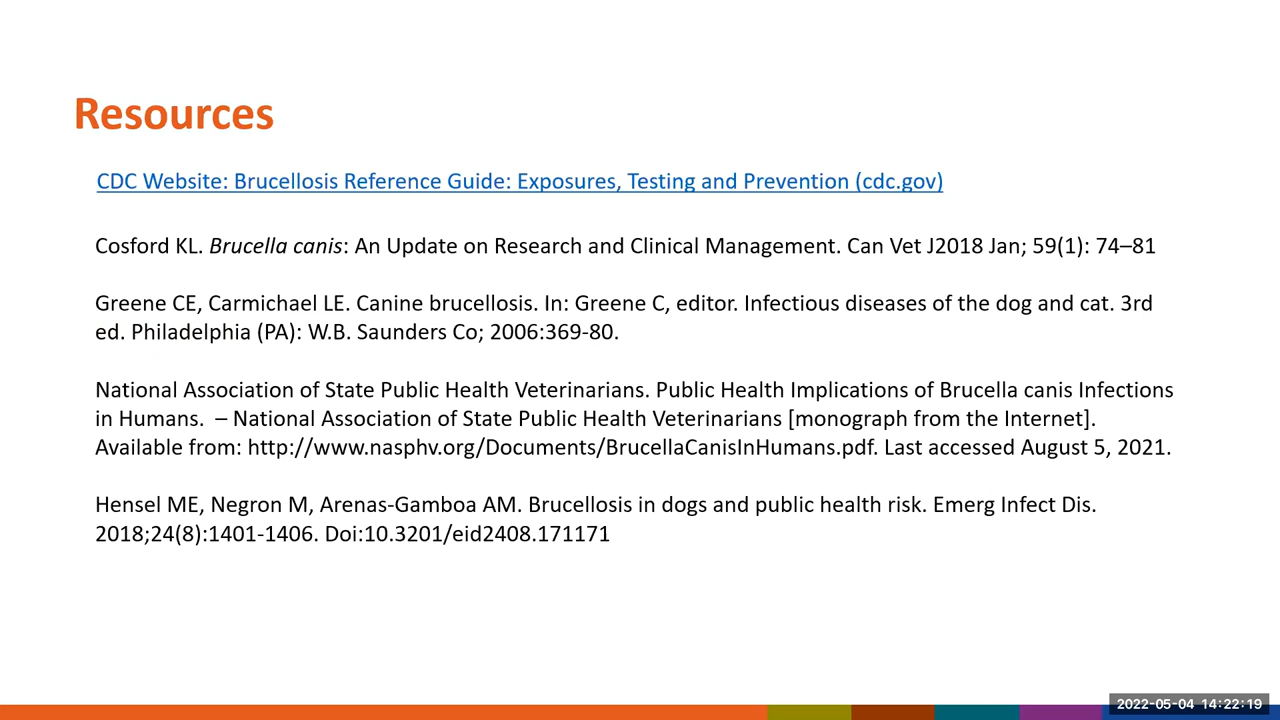 Resources
CDC Website: Brucellosis Reference Guide: Exposures, Testing and Prevention (cdc.gov)
Cosford KL. Brucella canis: An Update on Research and Clinical Management. Can Vet J2018 Jan; 59(1): 74–81
Greene CE, Carmichael LE. Canine brucellosis. In: Greene C, editor. Infectious diseases of the dog and cat. 3rd
ed. Philadelphia (PA): W.B. Saunders Co; 2006:369-80.
National Association of State Public Health Veterinarians. Public Health Implications of Brucella canis Infections
in Humans.  – National Association of State Public Health Veterinarians [monograph from the Internet].
Available from: http://www.nasphv.org/Documents/BrucellaCanisInHumans.pdf. Last accessed August 5, 2021.
Hensel ME, Negron M, Arenas-Gamboa AM. Brucellosis in dogs and public health risk. Emerg Infect Dis.
2018;24(8):1401-1406. Doi:10.3201/eid2408.171171
2022-05-04 14:22:19